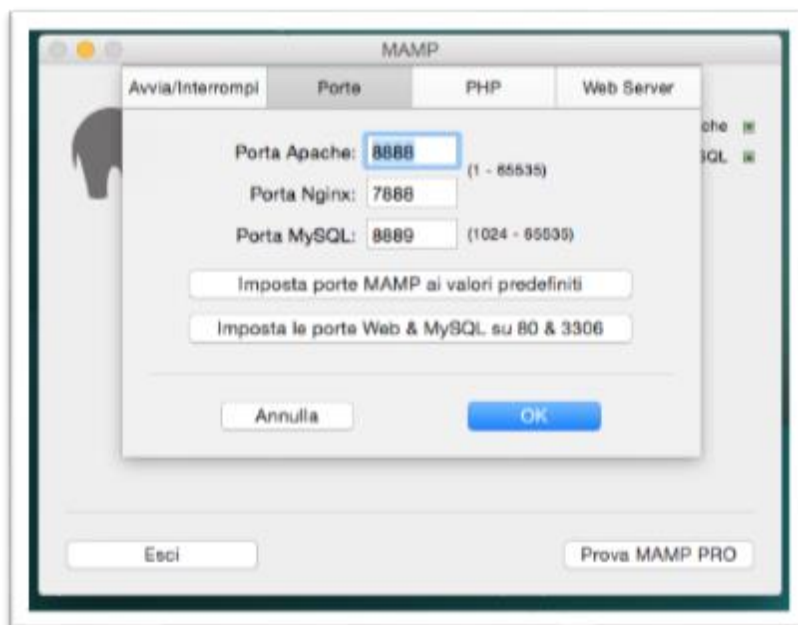 MAMP
Avvia/Interrompi Porte PHP Web Server
Porta Apache: 8888
(1 - 65535)
Porta Nginx: 7888
Porta MySQL: 8889 (1024 - 65535)
Imposta porte MAMP ai valori predefiniti
Imposta le porte Web & MySQL su 80 & 3306
Annulla OK
che
SQL
Esci Prova MAMP PRO